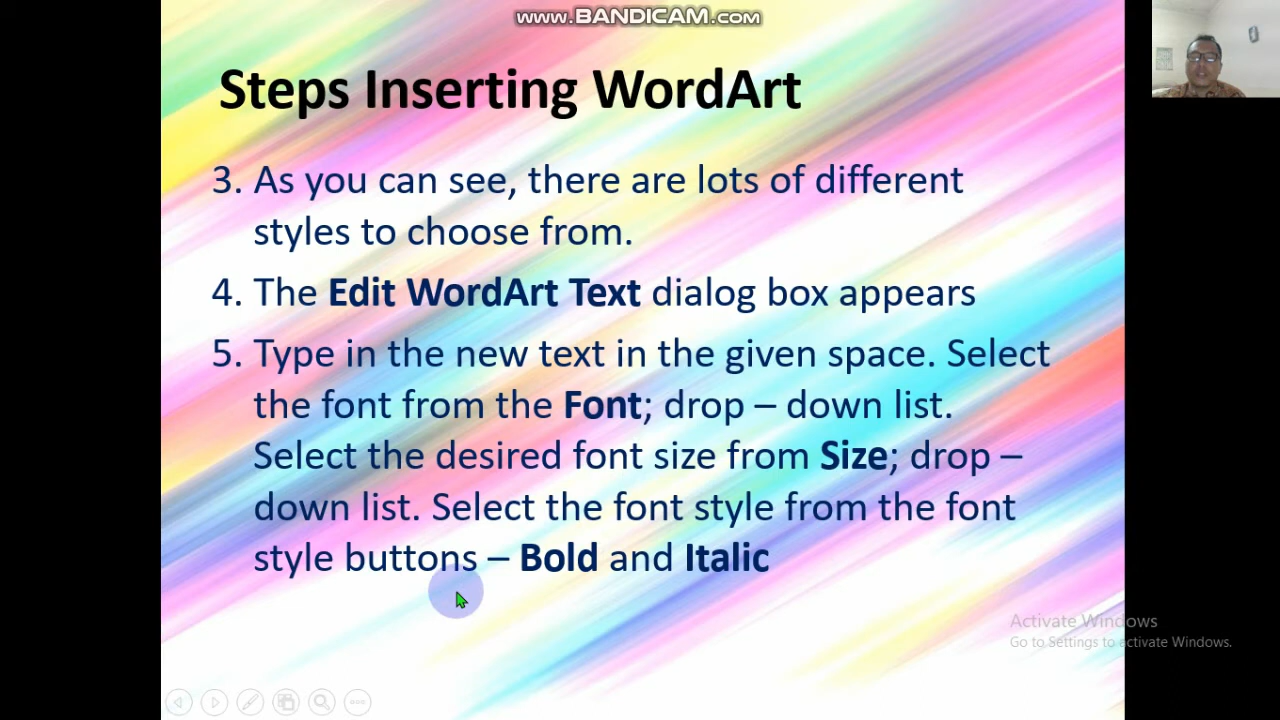 www.BANDICAM.com
Steps Inserting WordArt
3. As you can see, there are lots of different
styles to choose from.
4. The Edit WordArt Text dialog box appears
5. Type in the new text in the given space. Select
the font from the Font; drop – down list.
Select the desired font size from Size; drop –
down list. Select the font style from the font
style buttons – Bold and Italic
Activate Windows
Go to Settings to activate Windows.